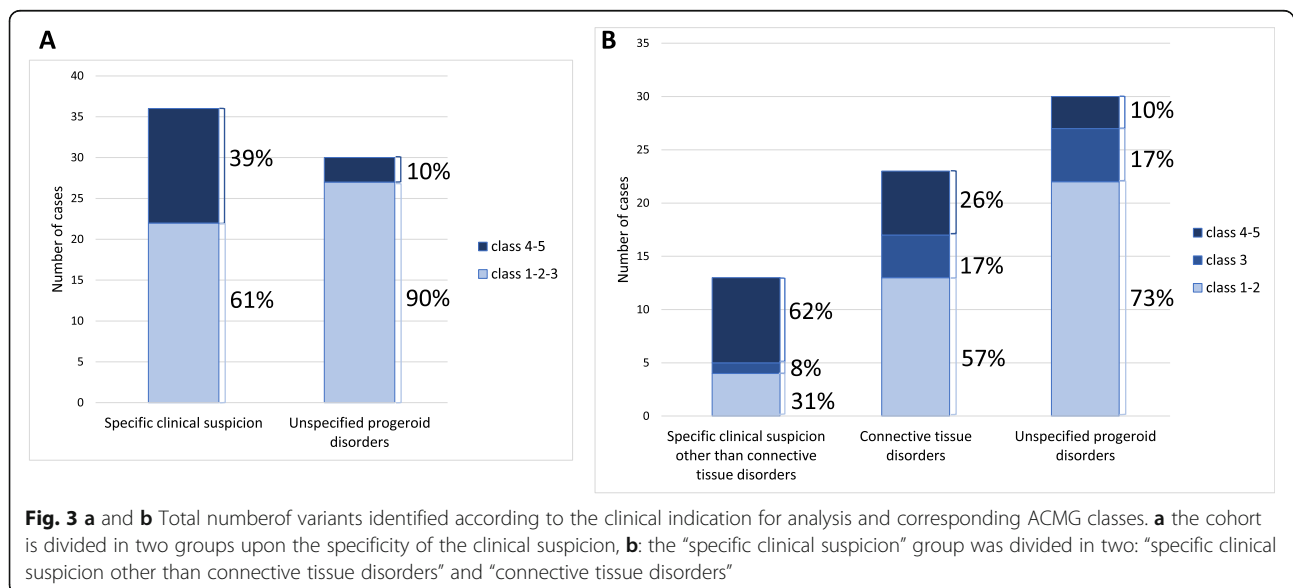 A
40
35
30
25
20
15
10
5
0
Number of cases
39%
61%
10%
90%
class 4-5
class 1-2-3
Specific clinical suspicion
Unspecified progeroid
disorders
B
35
30
25
20
15
10
5
0
Number of cases
62%
8%
31%
26%
17%
57%
10%
17%
73%
class 4-5
class 3
class 1-2
Specific clinical suspicion
other than connective
tissue disorders
Connective tissue
disorders
Unspecified progeroid
disorders
Fig. 3 a and b Total numberof variants identified according to the clinical indication for analysis and corresponding ACMG classes. a the cohort
is divided in two groups upon the specificity of the clinical suspicion, b: the “specific clinical suspicion” group was divided in two: “specific clinical
suspicion other than connective tissue disorders” and “connective tissue disorders”